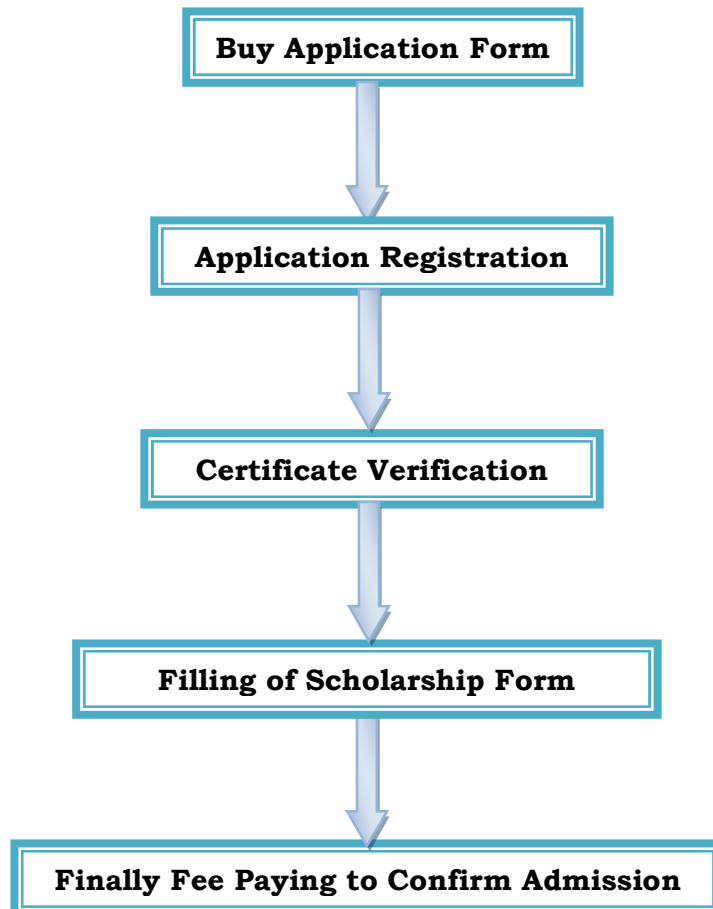 Buy Application Form
Application Registration
Certificate Verification
Filling of Scholarship Form
Finally Fee Paying to Confirm Admission